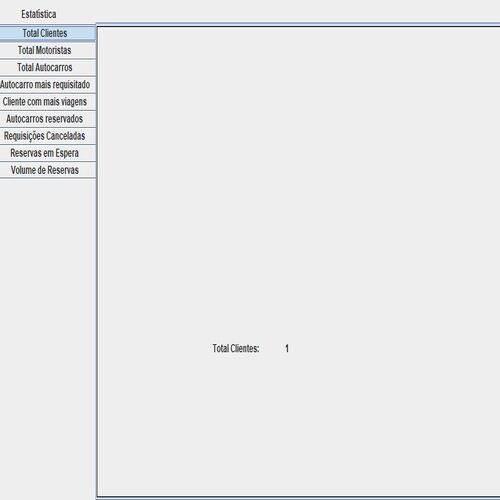 Estatística
Total Clientes
Total Motoristas
Total Autocarros
Autocarro mais requisitado
Cliente com mais viagens
Autocarros reservados
Requisições Canceladas
Reservas em Espera
Volume de Reservas
Total Clientes: 1